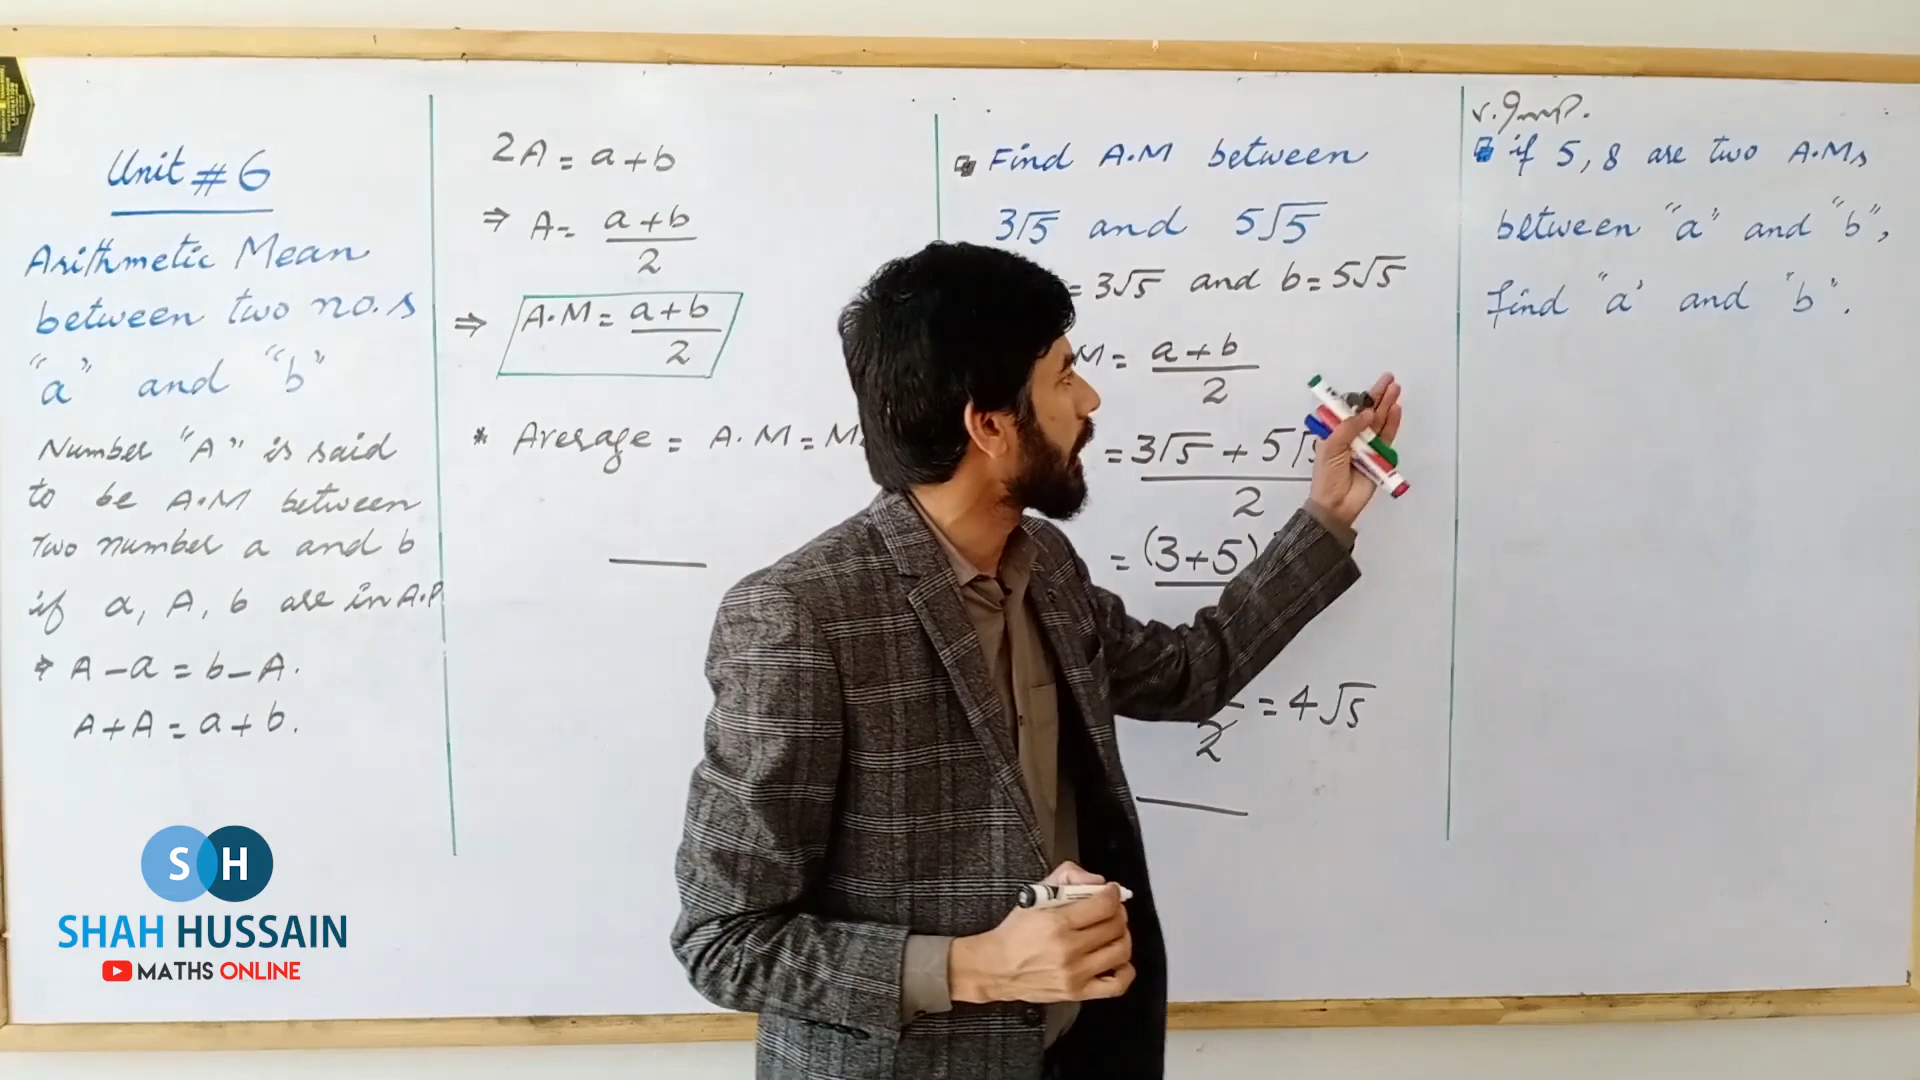 Unit # 6
Arithmetic Mean
between two no.s
"a" and "b"
Number "A" is said
to be A.M between
Two number a and b
if a, A, b are in A.P
⇒ A - a = b - A.
A + A = a + b.
2A = a + b
⇒ A = a + b
2
⇒ A.M = a + b
2
* Average = A.M = M
Find A.M between
3√5 and 5√5
= 3√5 and b = 5√5
M = a + b
2
= 3√5 + 5√5
2
= (3+5)
2
= 4√5
v. Imp.
if 5, 8 are two A.Ms
between "a" and "b",
find "a" and "b".
S H
SHAH HUSSAIN
MATHS ONLINE
LAMINATION